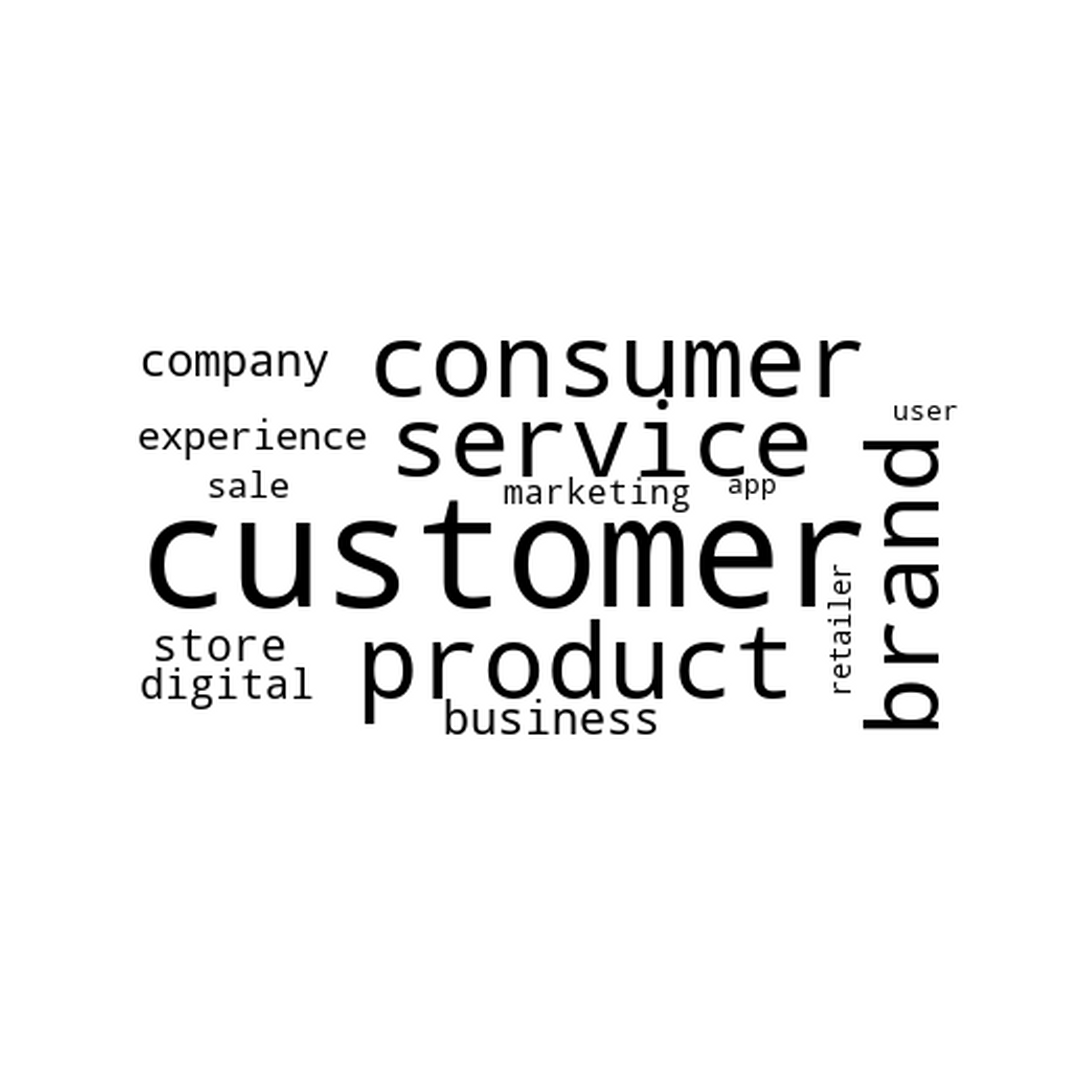 company
consumer
user
experience
service
sale
marketing
app
customer
brand
retailer
store
product
digital
business